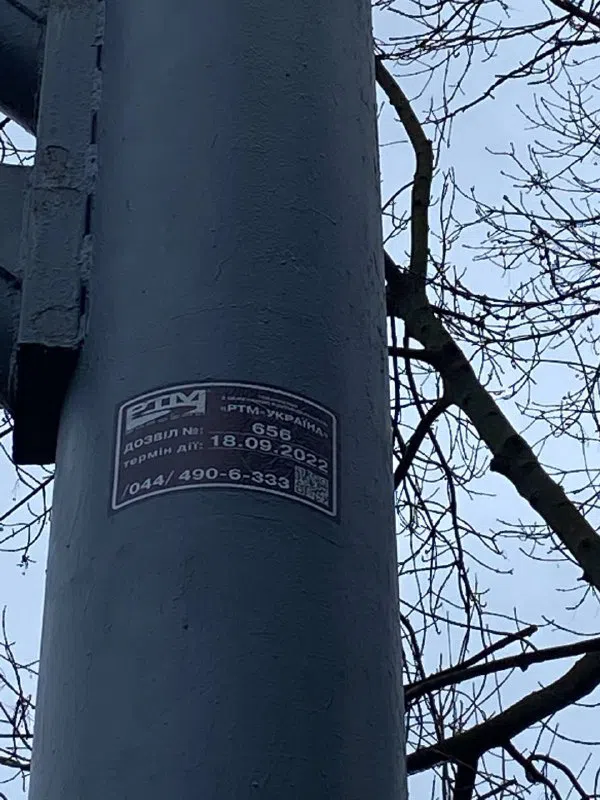 РТМ
«РТМ-УКРАЇНА»
ДОЗВІЛ №: 656
термін дії: 18.09.2022
/044/ 490-6-333